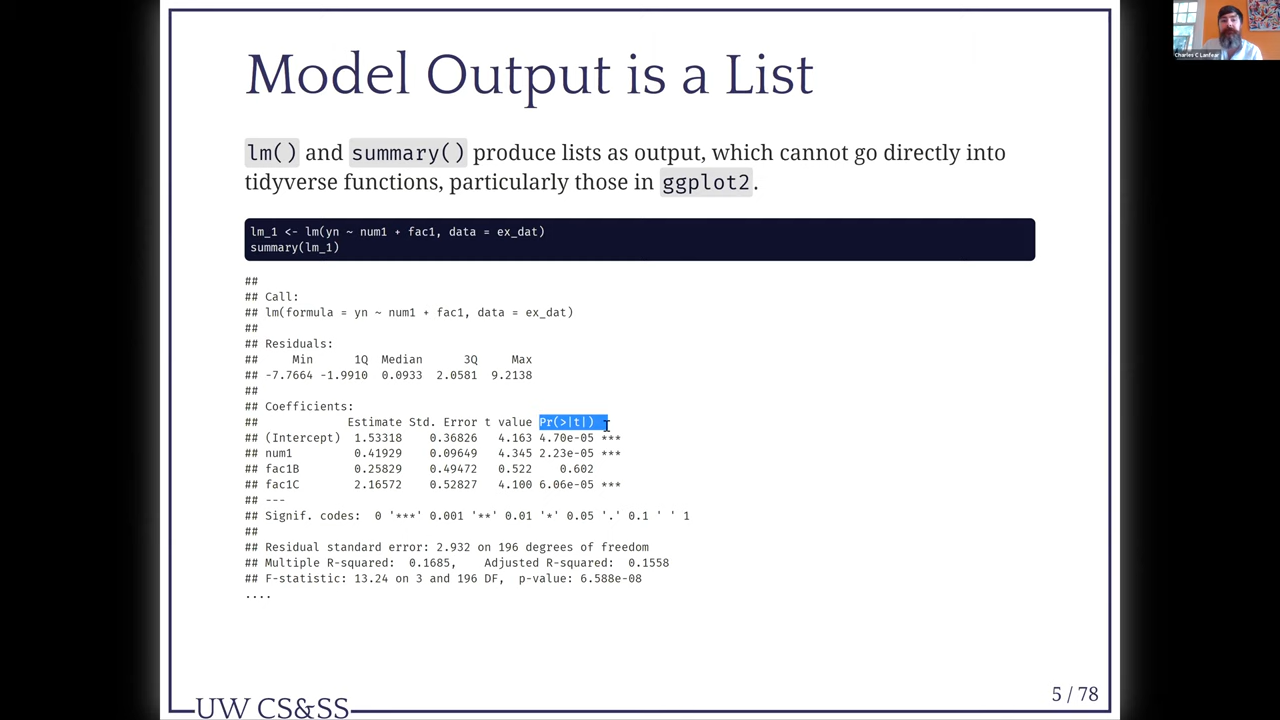 Model Output is a List
lm() and summary() produce lists as output, which cannot go directly into
tidyverse functions, particularly those in ggplot2.
lm_1 <- lm(yn ~ num1 + fac1, data = ex_dat)
summary(lm_1)
##
## Call:
## lm(formula = yn ~ num1 + fac1, data = ex_dat)
##
## Residuals:
##     Min      1Q  Median      3Q     Max
## -7.7664 -1.9910  0.0933  2.0581  9.2138
##
## Coefficients:
##             Estimate Std. Error t value Pr(>|t|)
## (Intercept)  1.53318    0.36826   4.163 4.70e-05 ***
## num1         0.41929    0.09649   4.345 2.23e-05 ***
## fac1B        0.25829    0.49472   0.522    0.602
## fac1C        2.16572    0.52827   4.100 6.06e-05 ***
## ---
## Signif. codes:  0 '***' 0.001 '**' 0.01 '*' 0.05 '.' 0.1 ' ' 1
##
## Residual standard error: 2.932 on 196 degrees of freedom
## Multiple R-squared:  0.1685,    Adjusted R-squared:  0.1558
## F-statistic: 13.24 on 3 and 196 DF,  p-value: 6.588e-08
....
5 / 78
UW CS&SS
Charles C Lanfear